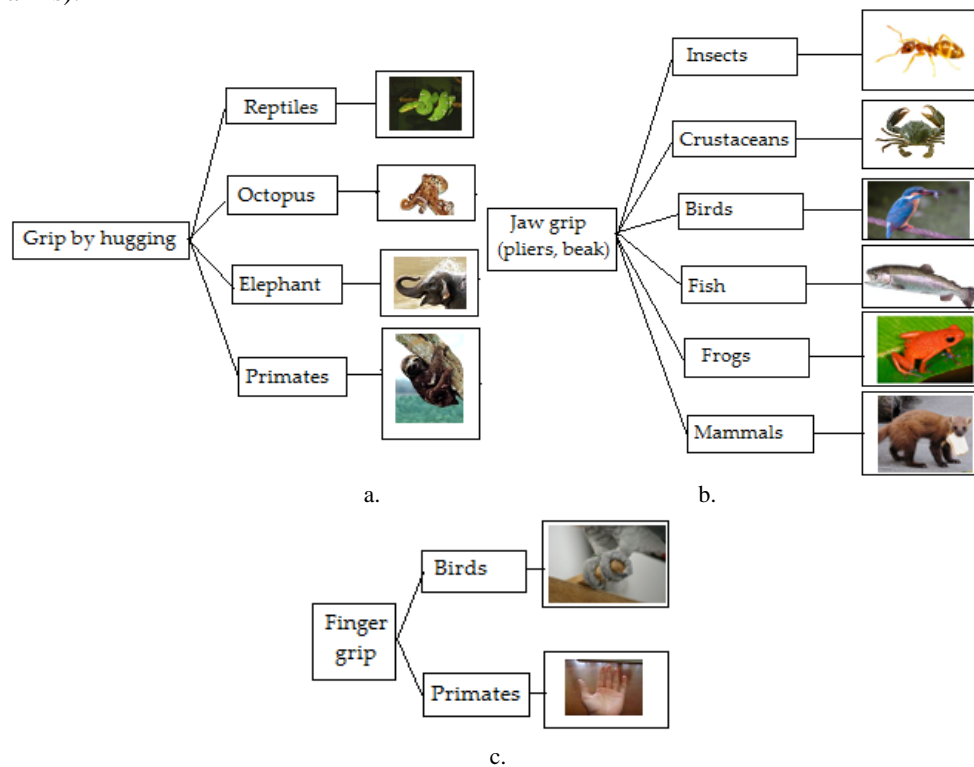 Reptiles
Octopus
Grip by hugging
Elephant
Primates
a.
Insects
Crustaceans
Birds
Jaw grip
(pliers, beak)
Fish
Frogs
Mammals
b.
Birds
Finger
grip
Primates
c.